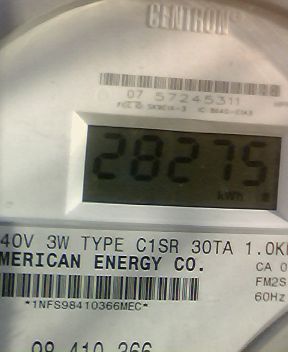 CENTRON®
07 57245311
28275
kWh
40V 3W TYPE C1SR 30TA 1.0K
MERICAN ENERGY CO.
CA 0
FM2S
60Hz
*1NFS98410366MEC*
98 410 366